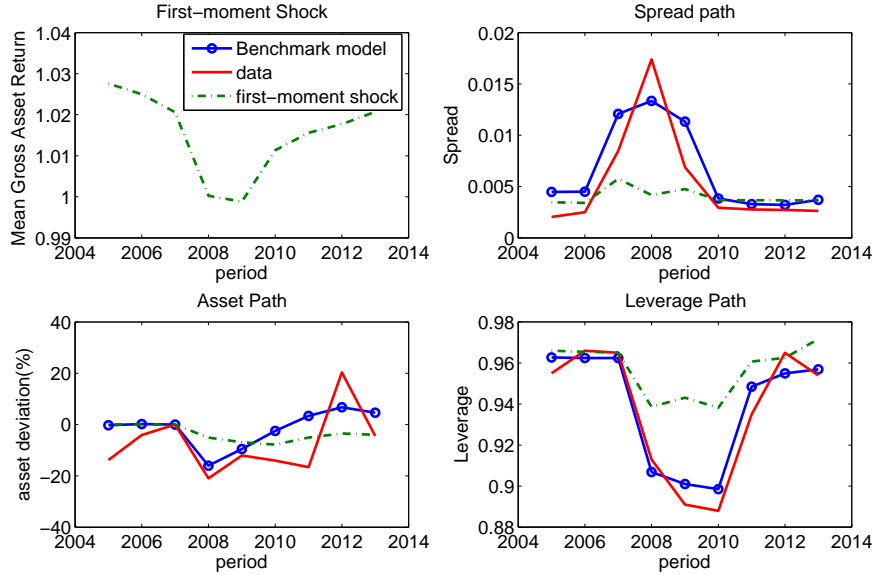 First−moment Shock
Mean Gross Asset Return
1.04
1.03
1.02
1.01
1
0.99
2004 2006 2008 2010 2012 2014
period
Benchmark model
data
first−moment shock
Spread path
Spread
0.02
0.015
0.01
0.005
0
2004 2006 2008 2010 2012 2014
period
Asset Path
asset deviation(%)
40
20
0
−20
−40
2004 2006 2008 2010 2012 2014
period
Leverage Path
Leverage
0.98
0.96
0.94
0.92
0.9
0.88
2004 2006 2008 2010 2012 2014
period